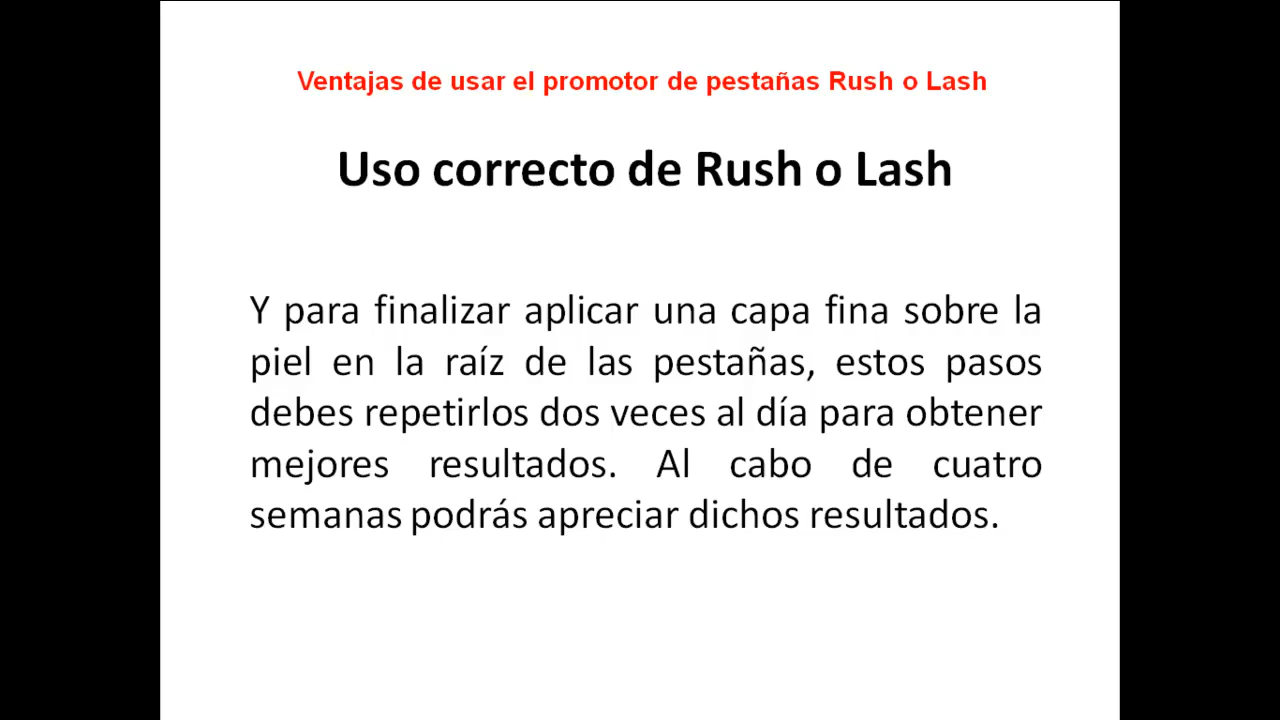 Ventajas de usar el promotor de pestañas Rush o Lash
Uso correcto de Rush o Lash
Y para finalizar aplicar una capa fina sobre la
piel en la raíz de las pestañas, estos pasos
debes repetirlos dos veces al día para obtener
mejores resultados. Al cabo de cuatro
semanas podrás apreciar dichos resultados.